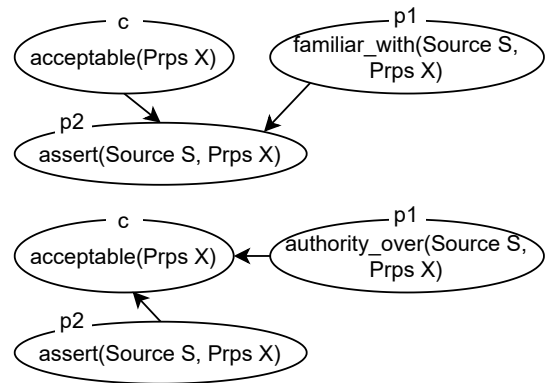 c
acceptable(Prps X)
p1
familiar_with(Source S,
Prps X)
p2
assert(Source S, Prps X)
c
acceptable(Prps X)
p1
authority_over(Source S,
Prps X)
p2
assert(Source S, Prps X)